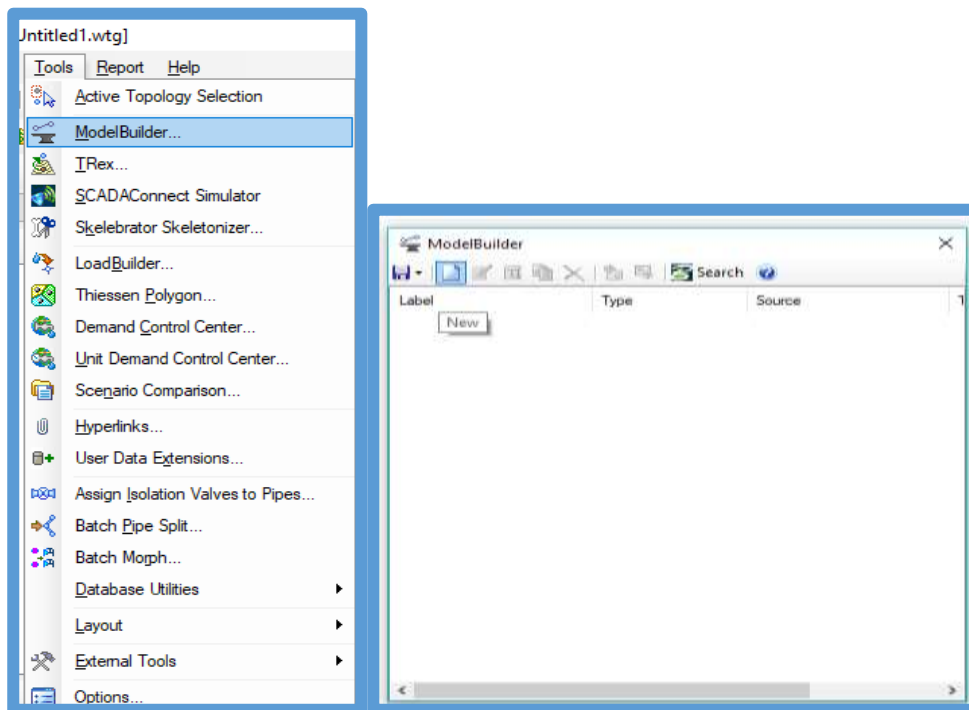 Untitled1.wtg]
Tools Report Help
Active Topology Selection
ModelBuilder...
TRex...
SCADAConnect Simulator
Skelebrator Skeletonizer...
LoadBuilder...
Thiessen Polygon...
Demand Control Center...
Unit Demand Control Center...
Scenario Comparison...
Hyperlinks...
User Data Extensions...
Assign Isolation Valves to Pipes...
Batch Pipe Split...
Batch Morph...
Database Utilities
Layout
External Tools
Options...
ModelBuilder
Search
Label Type Source
New